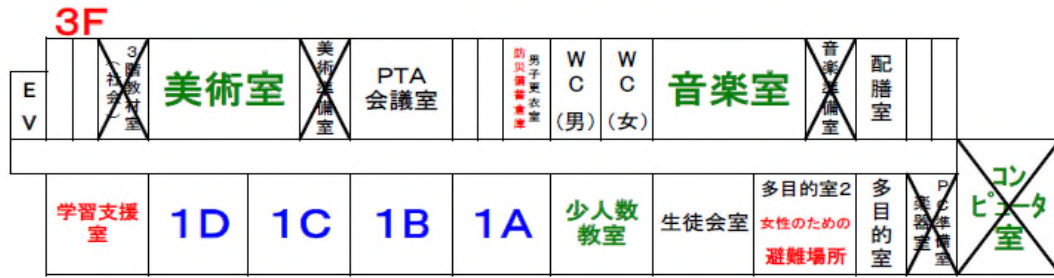 3F
EV
3階教材室
（社会）
美術室
美術準備室
PTA
会議室
防災備蓄倉庫
男子更衣室
WC（男）
WC（女）
音楽室
音楽準備室
配膳室
学習支援
室
1D
1C
1B
1A
少人数
教室
生徒会室
多目的室2
女性のための
避難場所
多目的室
楽器室
PC準備室
コン
ピュータ
室